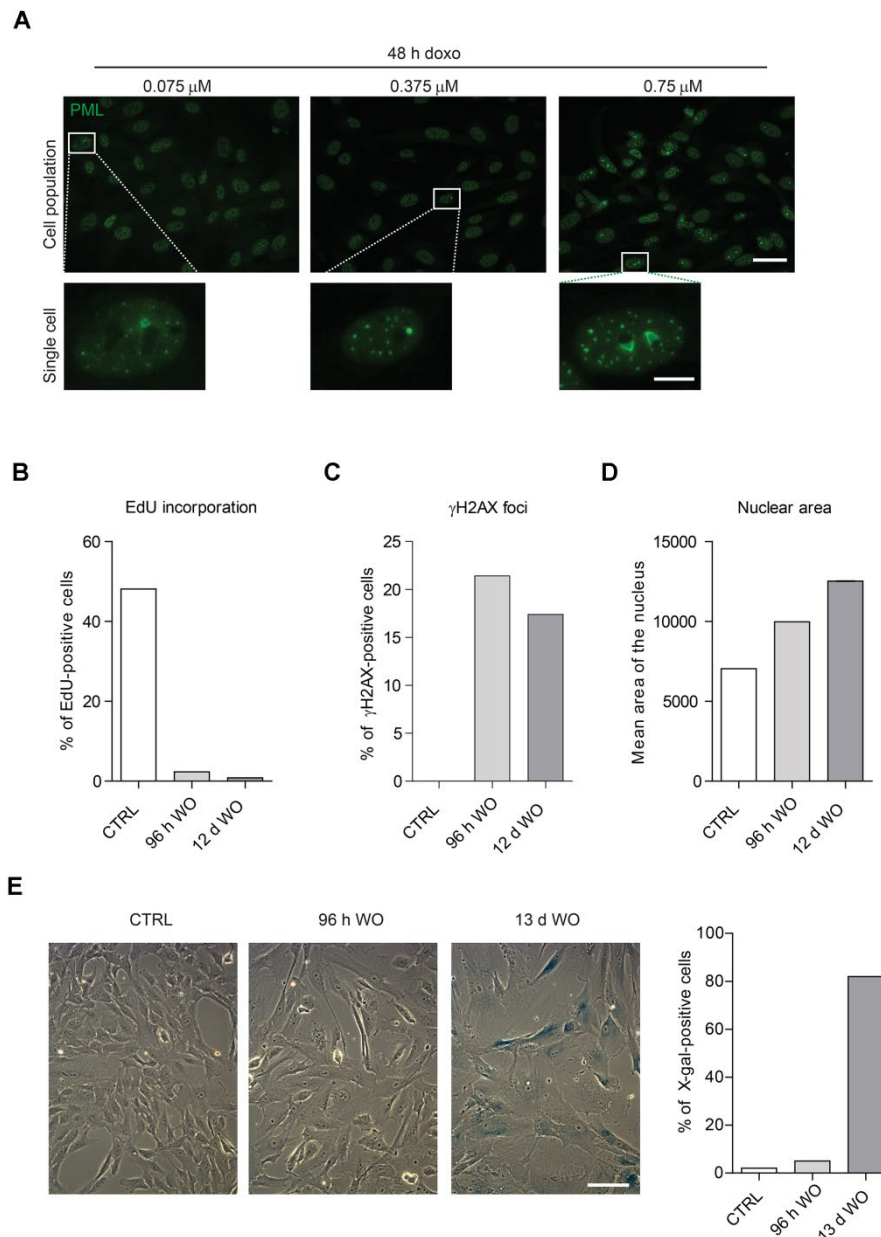 A
48 h doxo
0.075 μM
0.375 μM
0.75 μM
PML
Cell population
Single cell
B
EdU incorporation
% of EdU-positive cells
60
40
20
0
CTRL
96 h WO
12 d WO
C
γH2AX foci
% of γH2AX-positive cells
25
20
15
10
5
0
CTRL
96 h WO
12 d WO
D
Nuclear area
Mean area of the nucleus
15000
10000
5000
0
CTRL
96 h WO
12 d WO
E
CTRL
96 h WO
13 d WO
% of X-gal-positive cells
100
80
60
40
20
0
CTRL
96 h WO
13 d WO